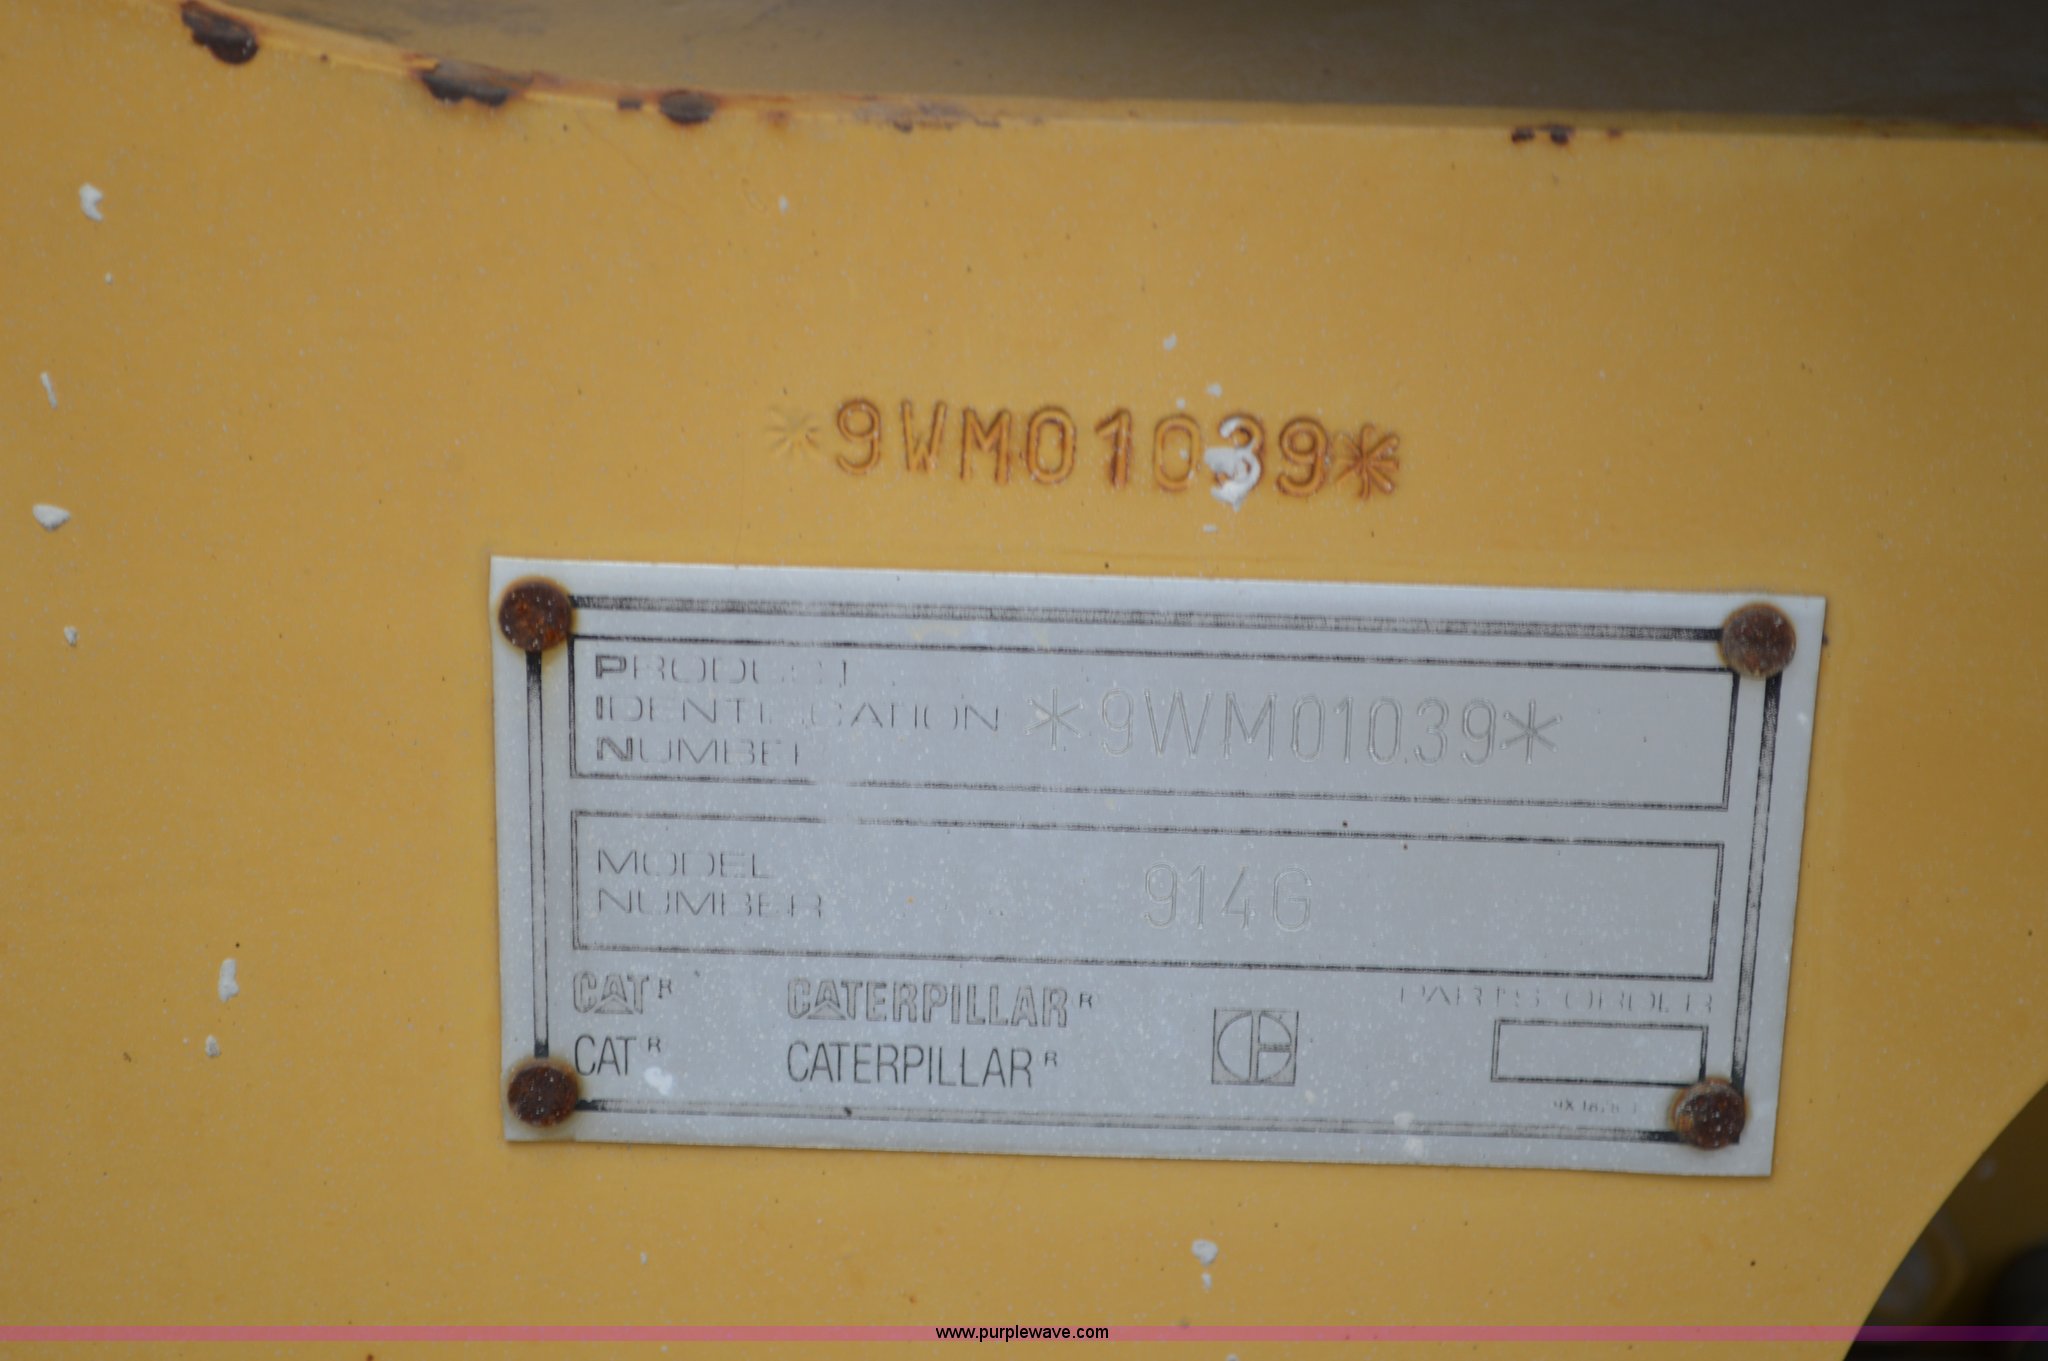 *9WM01039*
PRODUCT
IDENTIFICATION
NUMBER
*9WM01039*
MODEL
NUMBER
914G
CAT R
CATERPILLAR R
PARTS ORDER
CAT R
CATERPILLAR R
www.purplewave.com